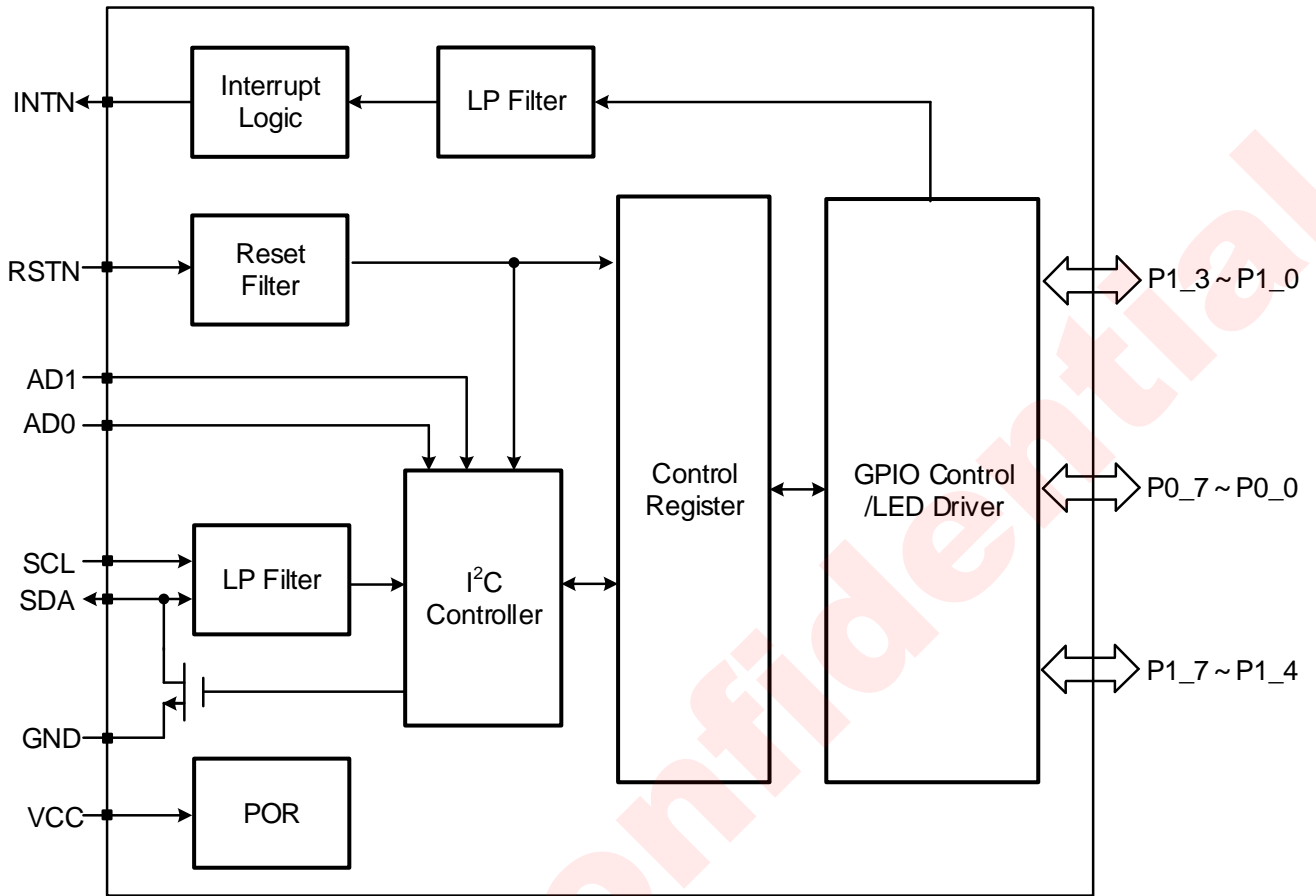 INTN
Interrupt
Logic
LP Filter
RSTN
Reset
Filter
P1_3~P1_0
AD1
AD0
Control
Register
GPIO Control
/LED Driver
P0_7~P0_0
SCL
SDA
LP Filter
I²C
Controller
P1_7~P1_4
GND
VCC
POR
onfidential